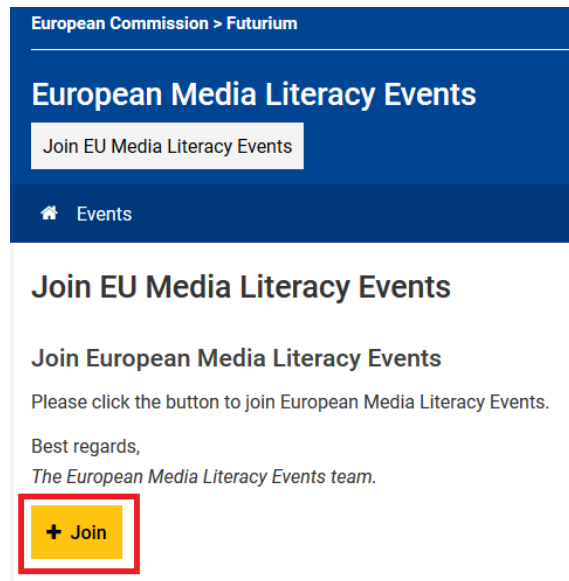 European Commission > Futurium
European Media Literacy Events
Join EU Media Literacy Events
Events
Join EU Media Literacy Events
Join European Media Literacy Events
Please click the button to join European Media Literacy Events.
Best regards,
The European Media Literacy Events team.
+ Join